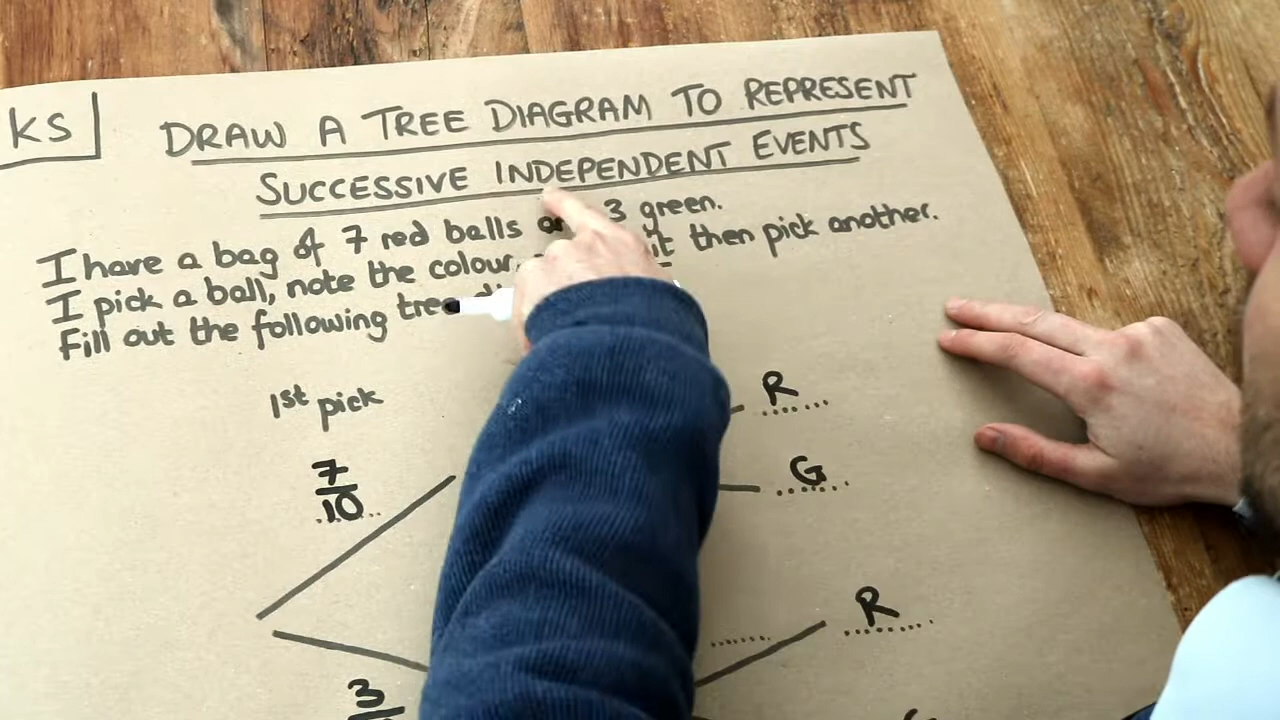 KS
DRAW A TREE DIAGRAM TO REPRESENT
SUCCESSIVE INDEPENDENT EVENTS
I have a bag of 7 red balls 3 green.
I pick a ball, note the colour, then pick another.
Fill out the following
1st pick
R
7/10
G
R
3